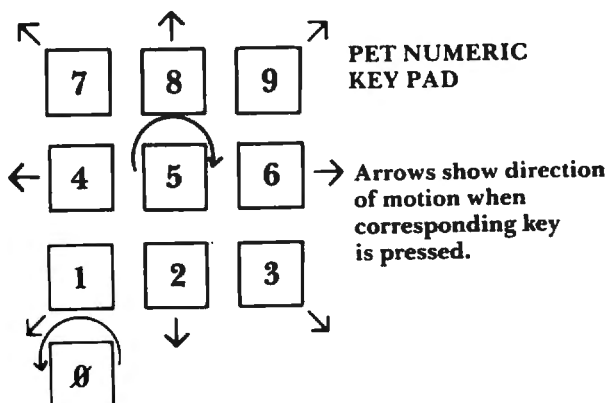 7 8 9
PET NUMERIC
KEY PAD
4 5 6
Arrows show direction
of motion when
corresponding key
is pressed.
1 2 3
0